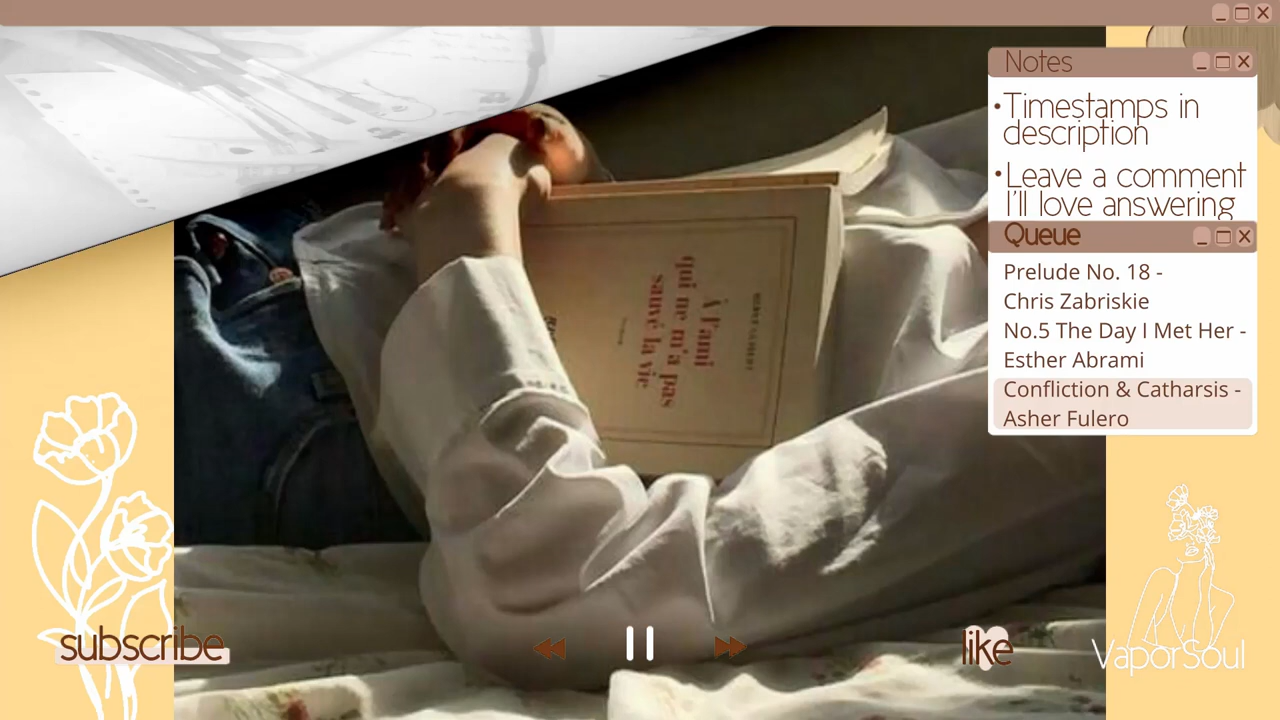 Notes
•Timestamps in
description
•Leave a comment
I'll love answering
Queue
Prelude No. 18 -
Chris Zabriskie
No.5 The Day I Met Her -
Esther Abrami
Confliction & Catharsis -
Asher Fulero
À l'ami
qui ne m'a pas
sauvé la vie
subscribe
like
VaporSoul